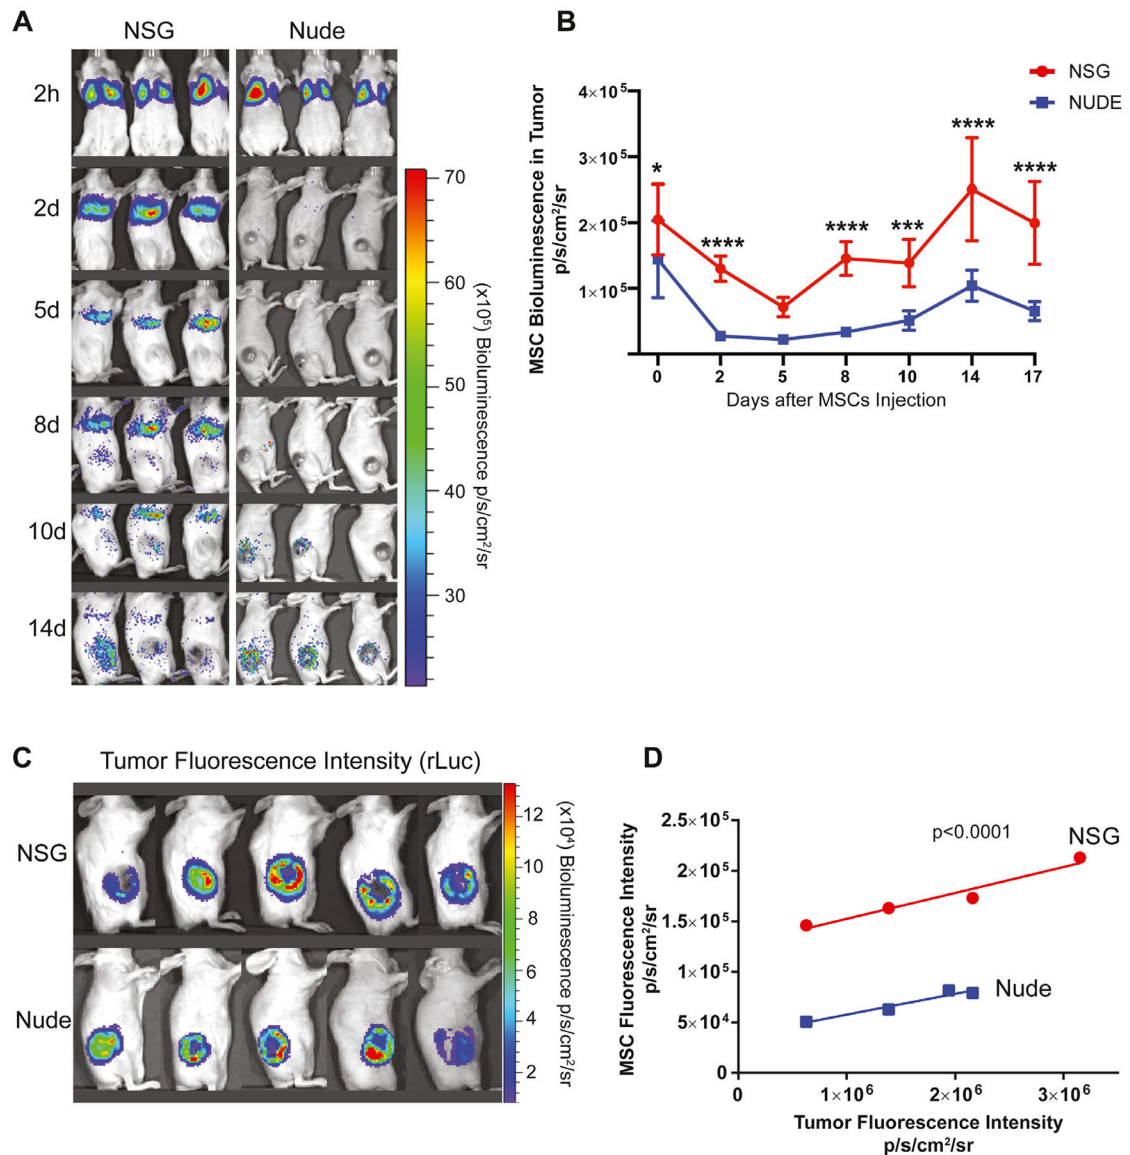 A
NSG
Nude
2h
2d
5d
8d
10d
14d
70
60
50
40
30
(x10⁵) Bioluminescence p/s/cm²/sr
B
NSG
NUDE
MSC Bioluminescence in Tumor
p/s/cm²/sr
4×10⁵
3×10⁵
2×10⁵
1×10⁵
*
****
****
***
****
****
0
2
5
8
10
14
17
Days after MSCs Injection
C
Tumor Fluorescence Intensity (rLuc)
NSG
Nude
12
10
8
6
4
2
(x10⁴) Bioluminescence p/s/cm²/sr
D
MSC Fluorescence Intensity
p/s/cm²/sr
2.5×10⁵
2×10⁵
1.5×10⁵
1×10⁵
5×10⁴
0
p<0.0001
NSG
Nude
0
1×10⁶
2×10⁶
3×10⁶
Tumor Fluorescence Intensity
p/s/cm²/sr